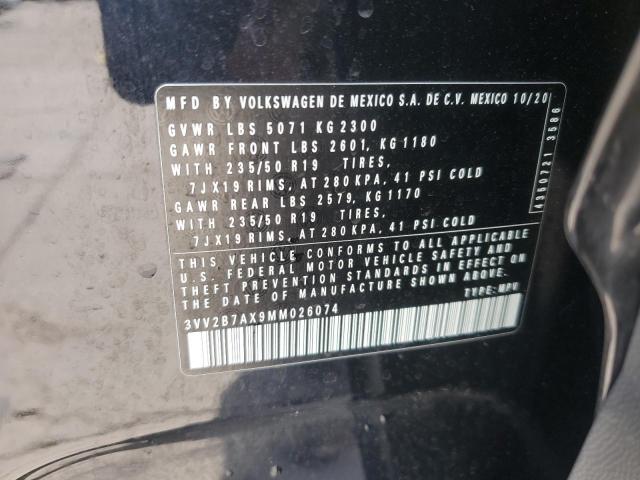 MFD BY VOLKSWAGEN DE MEXICO S.A. DE C.V. MEXICO 10/20
GVWR LBS 5071 KG 2300
GAWR FRONT LBS 2601, KG 1180
WITH 235/50 R19 TIRES,
7JX19 RIMS, AT 280 KPA, 41 PSI COLD
GAWR REAR LBS 2579, KG 1170
WITH 235/50 R19 TIRES,
7JX19 RIMS, AT 280 KPA, 41 PSI COLD
THIS VEHICLE CONFORMS TO ALL APPLICABLE
U.S. FEDERAL MOTOR VEHICLE SAFETY AND
THEFT PREVENTION STANDARDS IN EFFECT ON
THE DATE OF MANUFACTURE SHOWN ABOVE.
3VV2B7AX9MM026074 TYPE: MPV
4350721 3586